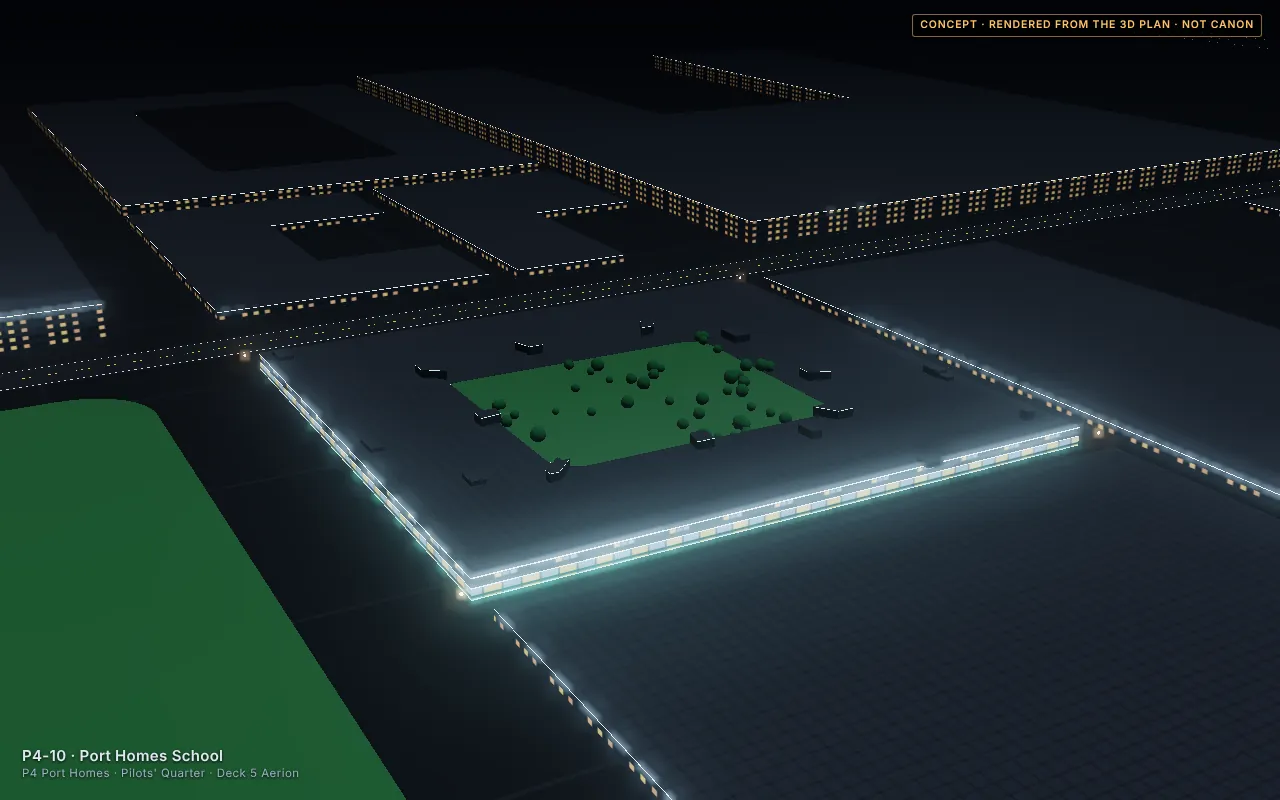 CONCEPT · RENDERED FROM THE 3D PLAN · NOT CANON
P4-10 · Port Homes School
P4 Port Homes · Pilots' Quarter · Deck 5 Aerion